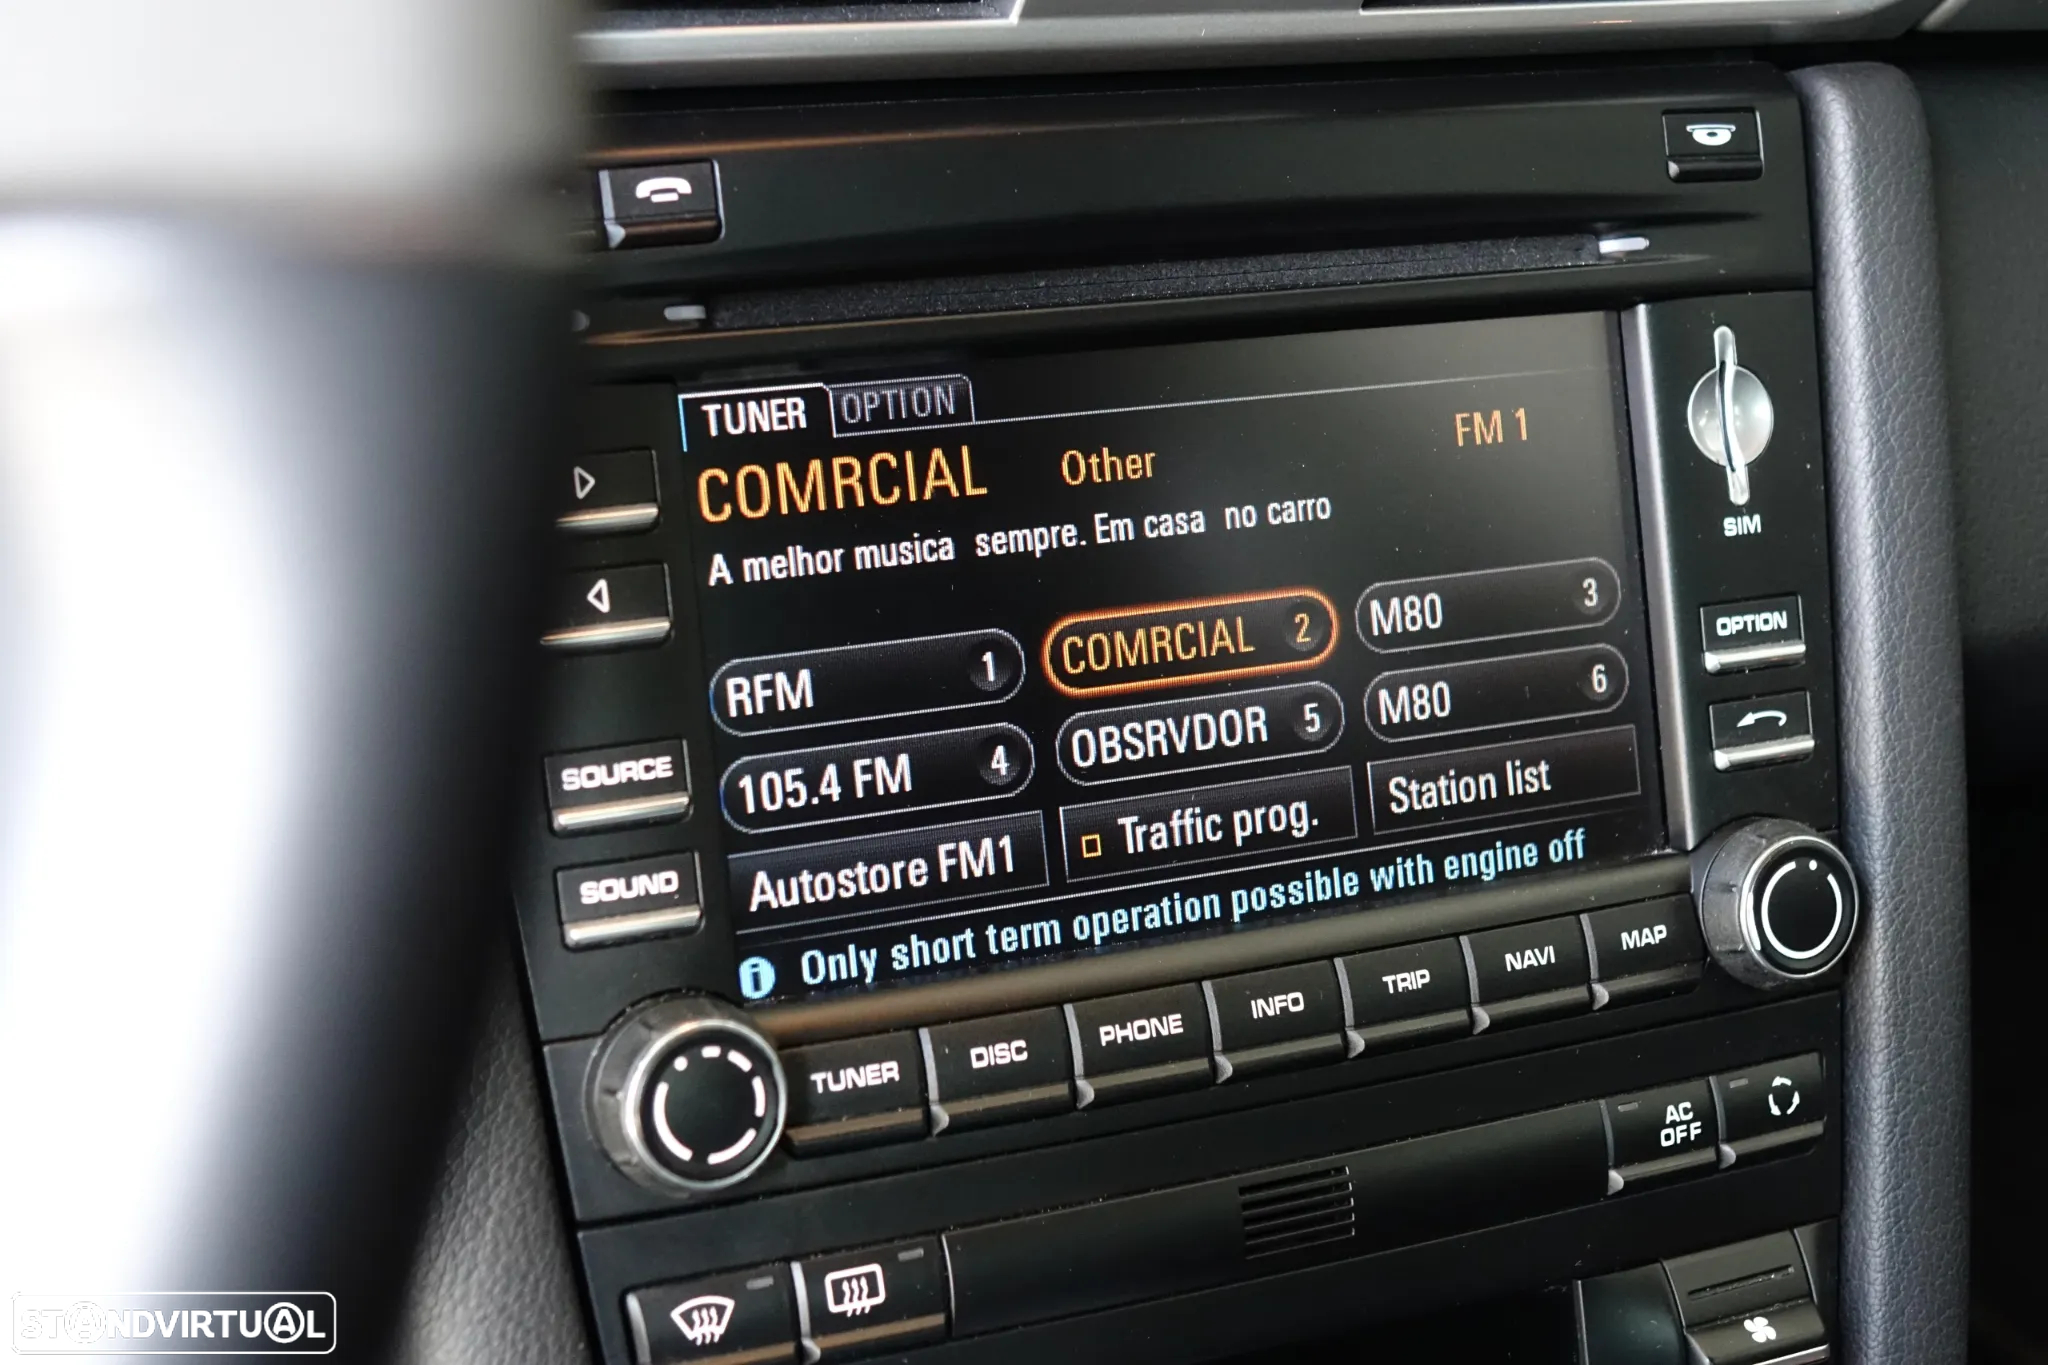 TUNER OPTION
COMRCIAL Other FM 1
A melhor musica sempre. Em casa no carro
RFM 1 COMRCIAL 2 M80 3
105.4 FM 4 OBSRVDOR 5 M80 6
Autostore FM1 Traffic prog. Station list
i Only short term operation possible with engine off
SIM
OPTION
SOURCE
SOUND
TUNER DISC PHONE INFO TRIP NAVI MAP
AC
OFF
STANDVIRTUAL